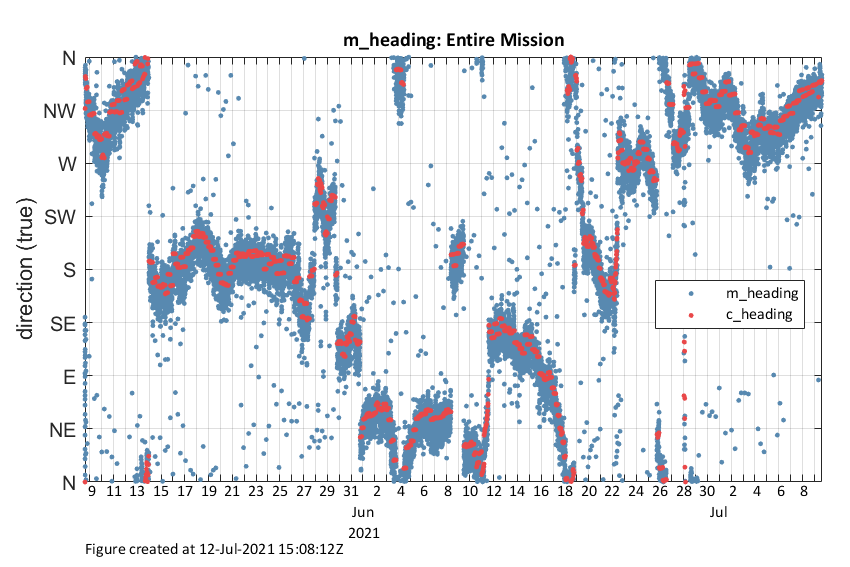 m_heading: Entire Mission
direction (true)
N
NW
W
SW
S
SE
E
NE
N
m_heading
c_heading
9 11 13 15 17 19 21 23 25 27 29 31 2 4 6 8 10 12 14 16 18 20 22 24 26 28 30 2 4 6 8
Jun Jul
2021
Figure created at 12-Jul-2021 15:08:12Z